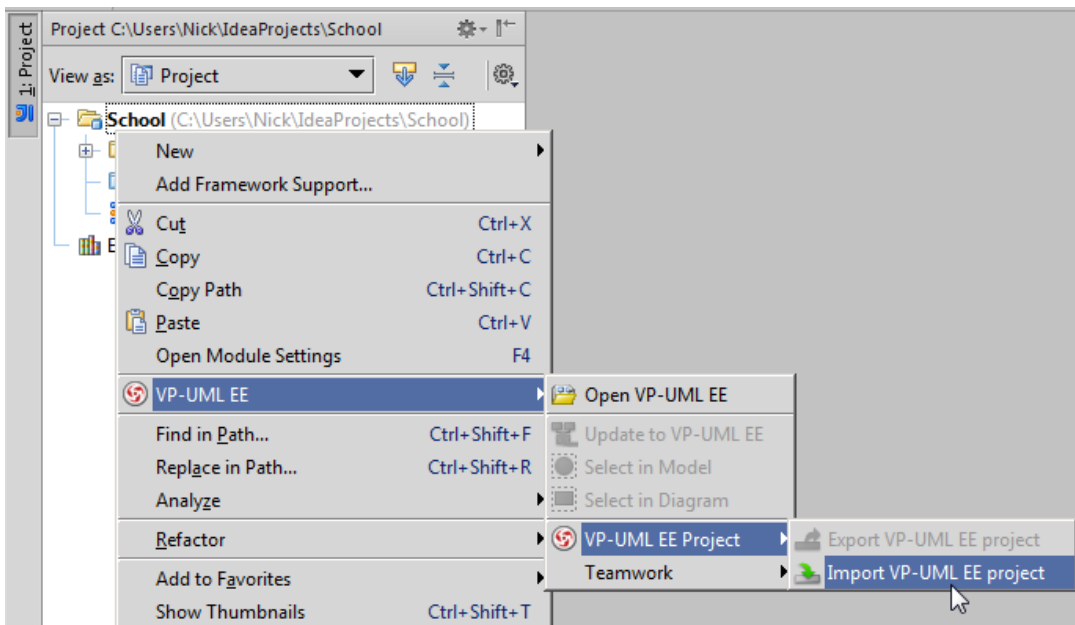 1: Project
Project C:\Users\Nick\IdeaProjects\School
View as: Project
School (C:\Users\Nick\IdeaProjects\School)
E
New
Add Framework Support...
Cut Ctrl+X
Copy Ctrl+C
Copy Path Ctrl+Shift+C
Paste Ctrl+V
Open Module Settings F4
VP-UML EE
Open VP-UML EE
Find in Path... Ctrl+Shift+F
Update to VP-UML EE
Replace in Path... Ctrl+Shift+R
Select in Model
Analyze
Select in Diagram
Refactor
VP-UML EE Project
Export VP-UML EE project
Add to Favorites
Teamwork
Import VP-UML EE project
Show Thumbnails Ctrl+Shift+T